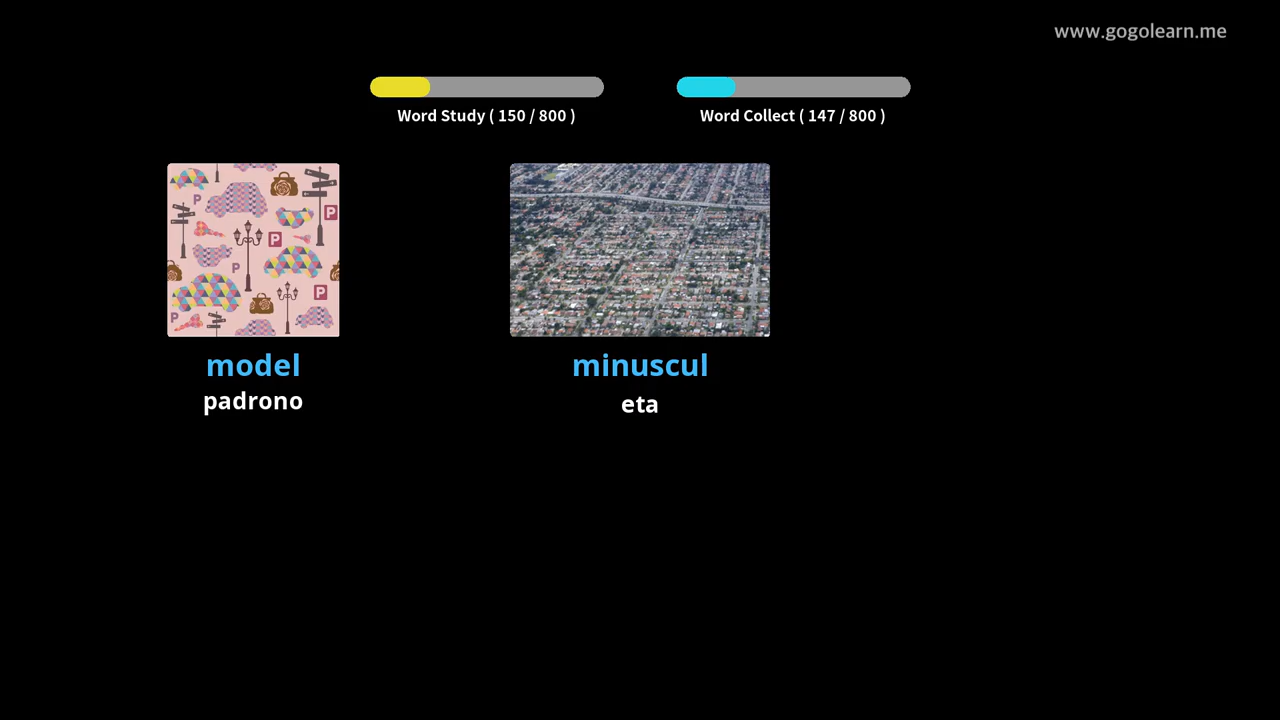 www.gogolearn.me
Word Study ( 150 / 800 )
Word Collect ( 147 / 800 )
P
P
P
P
P
P
model
padrono
minuscul
eta